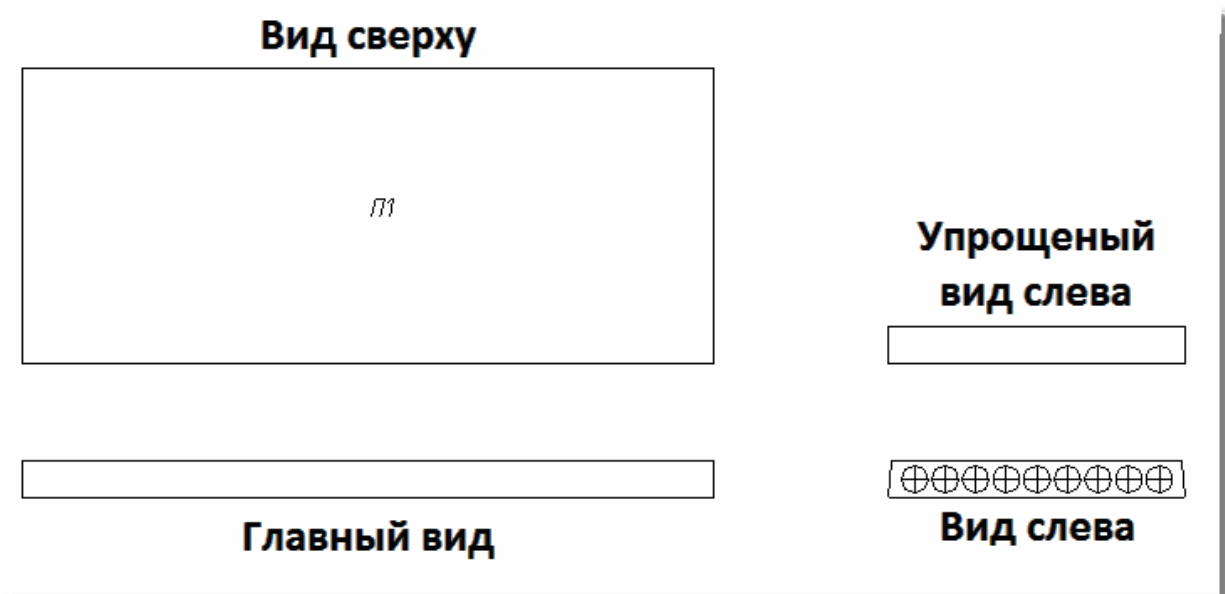 Вид сверху
П1
Упрощеный
вид слева
Главный вид
Вид слева